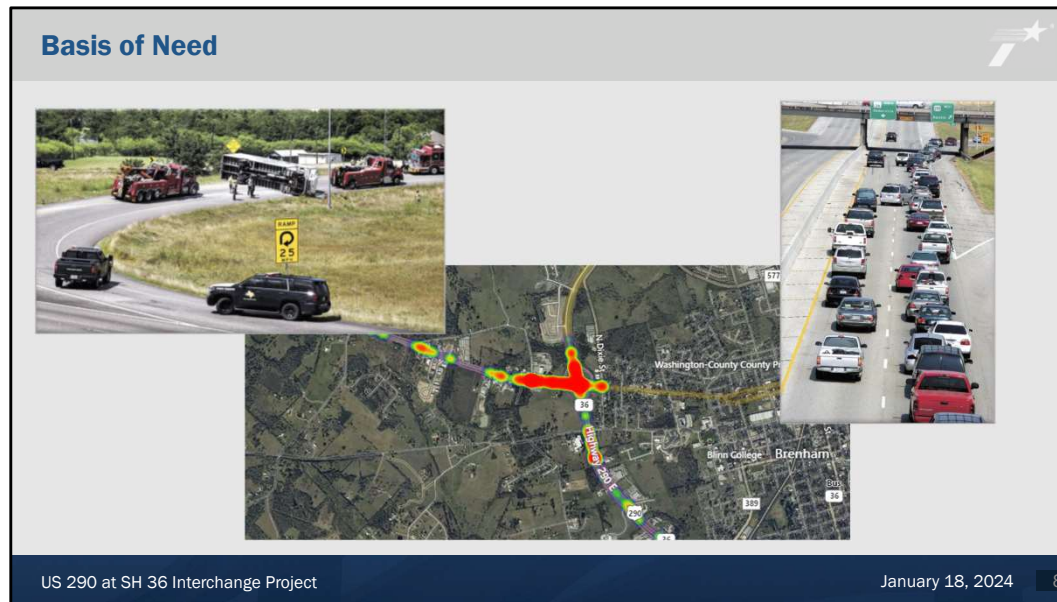 Basis of Need
RAMP
25
MPH
577
N Dixie St
Washington-County County P
36
Highway 290 E
Blinn College
Brenham
Bus
36
389
290
36
US 290 at SH 36 Interchange Project
January 18, 2024
8